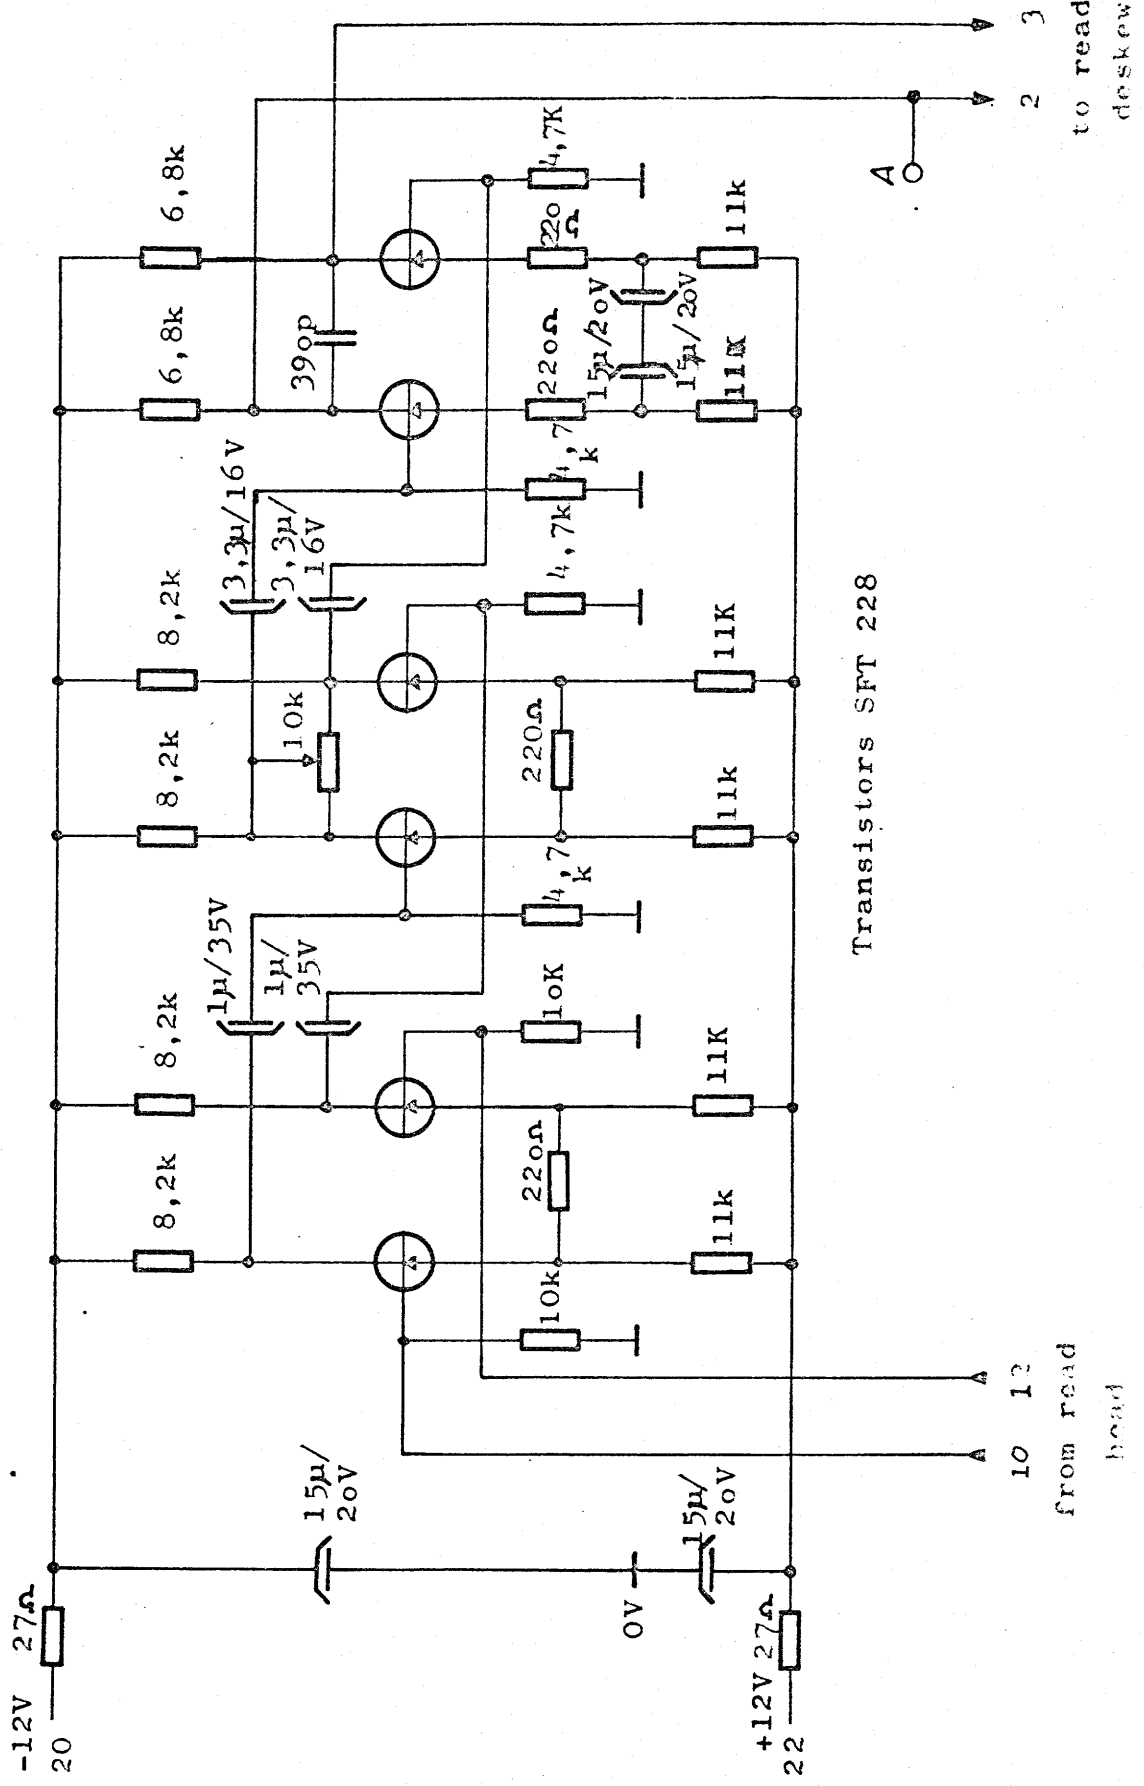 -12V 27Ω
20
8,2k
8,2k
8,2k
8,2k
6,8k
6,8k
1µ/35V
1µ/
35V
3,3µ/16V
3,3µ/
16V
10k
390p
15µ/
20V
10k
220Ω
10K
4,7
k
220Ω
4,7k
4,7
k
220Ω
220
Ω
4,7K
15µ/20V
15µ/20V
0V
15µ/
20V
11k
11K
11k
11K
11K
11k
+12V 27Ω
22
Transistors SFT 228
A
10 12
from read
head
2 3
to read
deskew